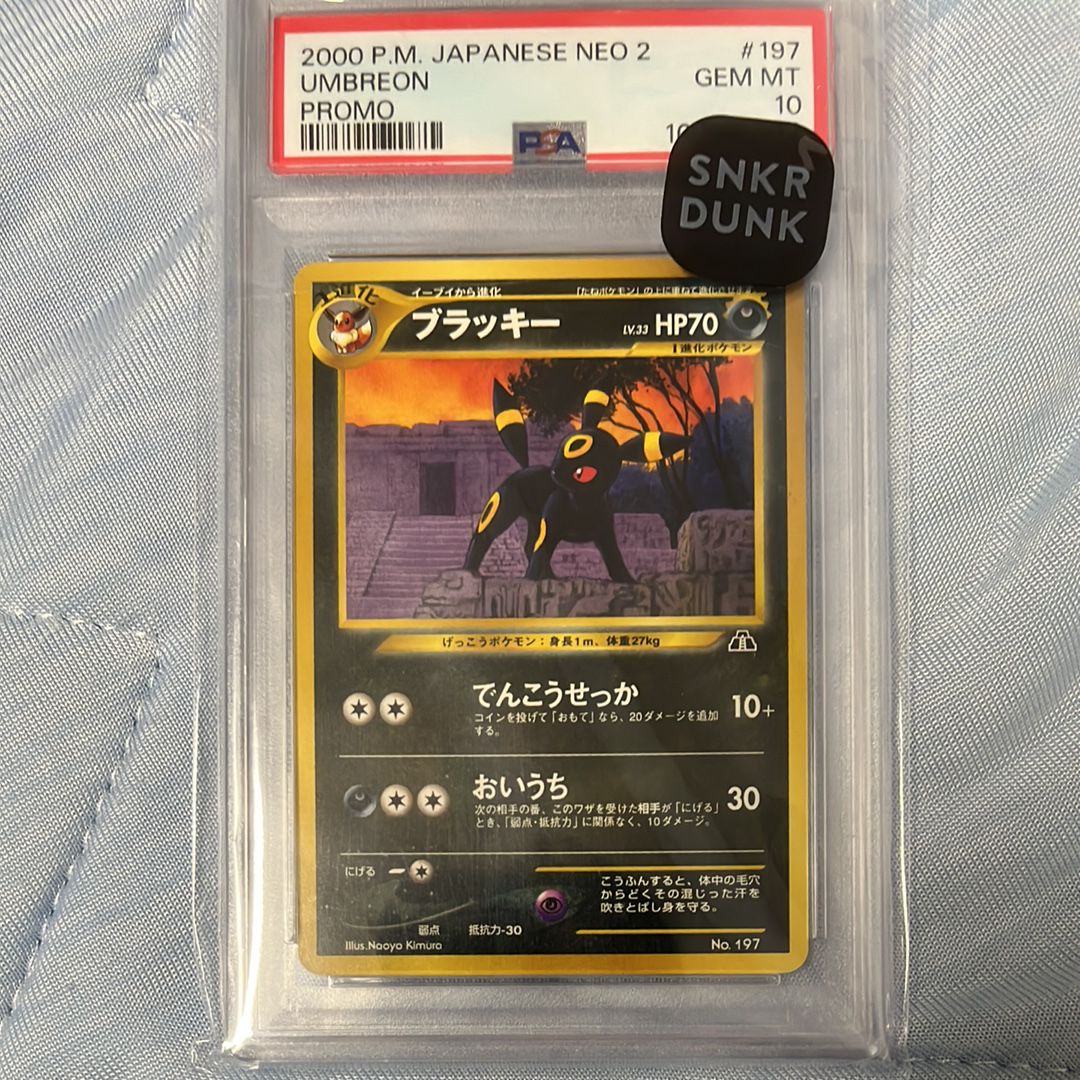 2000 P.M. JAPANESE NEO 2 #197
UMBREON GEM MT
PROMO 10
PSA
SNKR
DUNK
イーブイから進化 「たねポケモン」の上に重ねて進化させます
ブラッキー LV.33 HP70
1進化ポケモン
げっこうポケモン：身長1m、体重27kg
でんこうせっか 10+
コインを投げて「おもて」なら、20ダメージを追加
する。
おいうち 30
次の相手の番、このワザを受けた相手が「にげる」
とき、「弱点・抵抗力」に関係なく、10ダメージ。
にげる
こうふんすると、体中の毛穴
からどくその混じった汗を
吹きとばし身を守る。
弱点 抵抗力-30
Illus.Naoyo Kimura No. 197